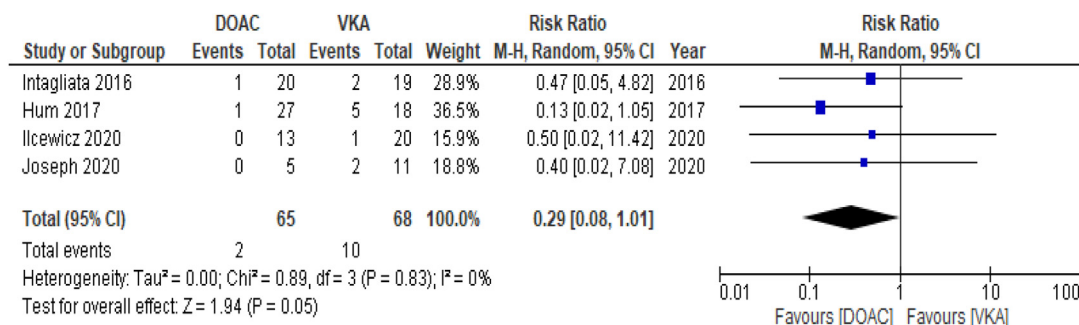 DOAC VKA Risk Ratio Risk Ratio
Study or Subgroup Events Total Events Total Weight M-H, Random, 95% CI Year M-H, Random, 95% CI
Intagliata 2016 1 20 2 19 28.9% 0.47 [0.05, 4.82] 2016
Hum 2017 1 27 5 18 36.5% 0.13 [0.02, 1.05] 2017
Ilcewicz 2020 0 13 1 20 15.9% 0.50 [0.02, 11.42] 2020
Joseph 2020 0 5 2 11 18.8% 0.40 [0.02, 7.08] 2020
Total (95% CI) 65 68 100.0% 0.29 [0.08, 1.01]
Total events 2 10
Heterogeneity: Tau² = 0.00; Chi² = 0.89, df = 3 (P = 0.83); I² = 0%
Test for overall effect: Z = 1.94 (P = 0.05)
0.01 0.1 1 10 100
Favours [DOAC] Favours [VKA]